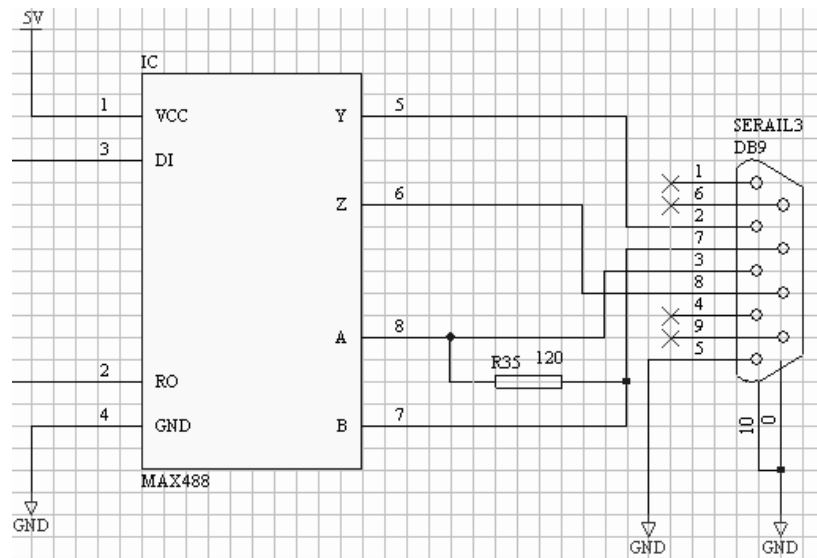 5V
IC
1 VCC Y 5
SERAIL3
DB9
3 DI
1
6 Z 6
2
7
3
8
A 8 4
9
R35 120 5
2 RO
4 GND B 7
10 0
MAX488
GND
GND GND